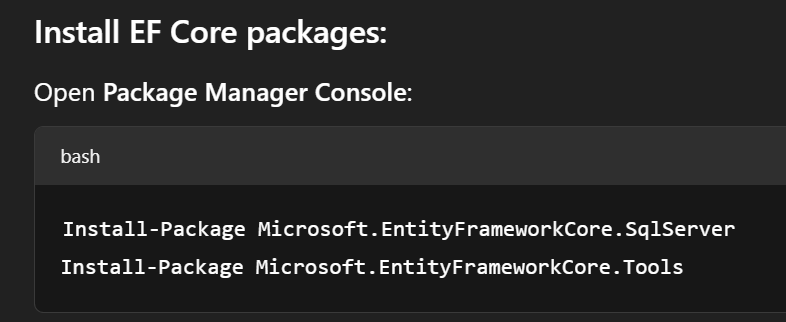 Install EF Core packages:
Open Package Manager Console:
bash
Install-Package Microsoft.EntityFrameworkCore.SqlServer
Install-Package Microsoft.EntityFrameworkCore.Tools